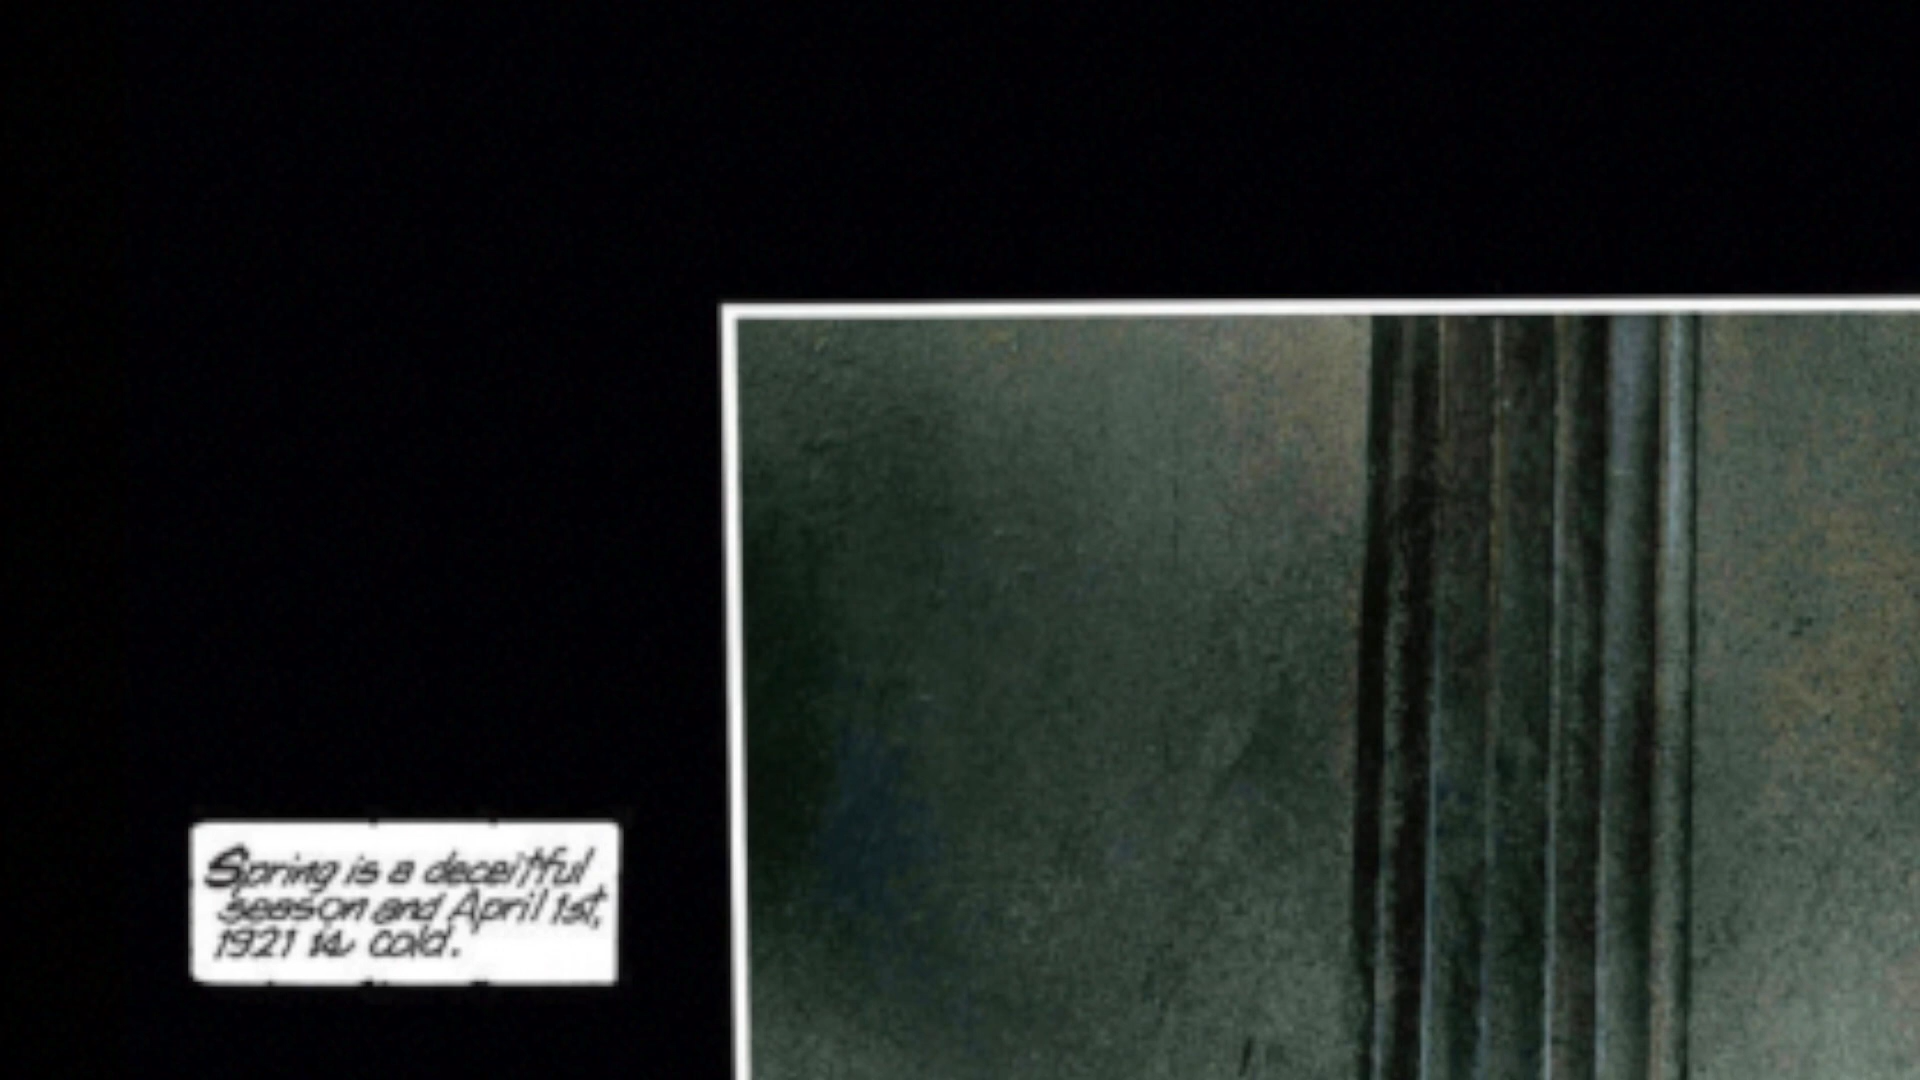 Spring is a deceitful
season and April 1st,
1921 is cold.